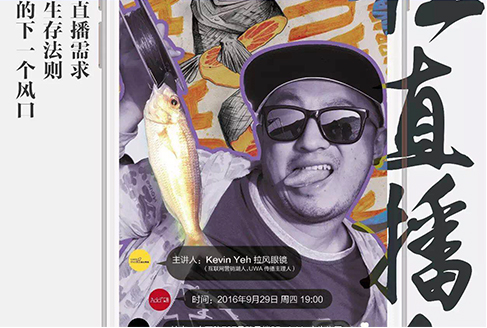 直播需求
生存法则
的下一个风口
直播
主讲人：Kevin Yeh 拉风眼镜
（互联网营销湖人，UWA 传播主理人）
时间：2016年9月29日 周四 19:00